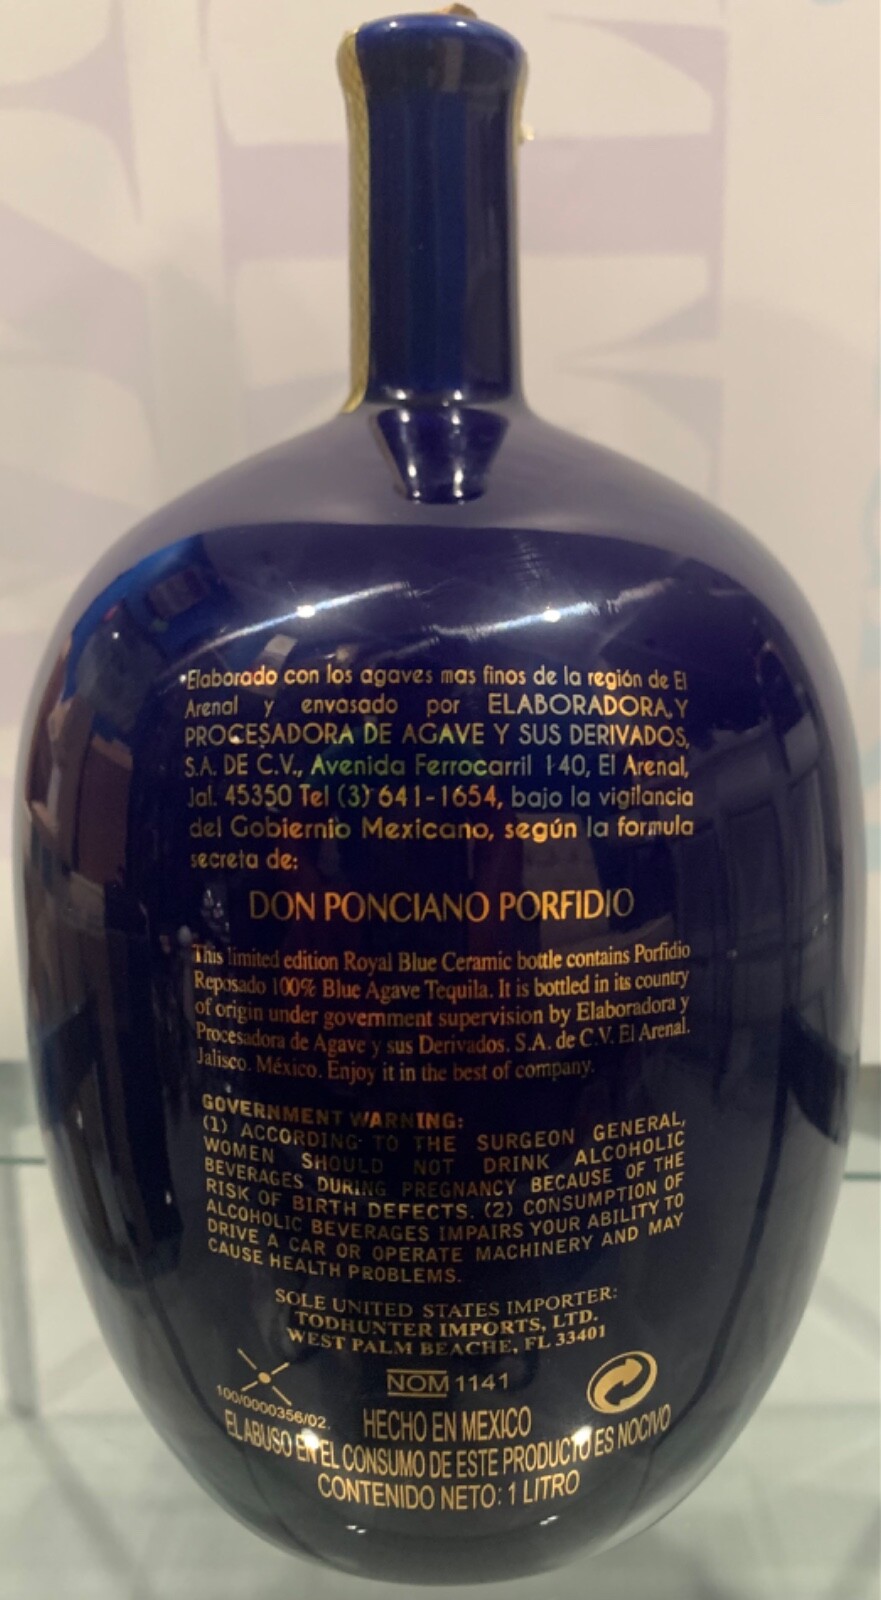 Elaborado con los agaves mas finos de la región de El
Arenal y envasado por ELABORADORA Y
PROCESADORA DE AGAVE Y SUS DERIVADOS,
S.A. DE C.V., Avenida Ferrocarril 140, El Arenal,
Jal. 45350 Tel (3) 641-1654, bajo la vigilancia
del Gobiernio Mexicano, según la formula
secreta de:
DON PONCIANO PORFIDIO
This limited edition Royal Blue Ceramic bottle contains Porfidio
Reposado 100% Blue Agave Tequila. It is bottled in its country
of origin under government supervision by Elaboradora y
Procesadora de Agave y sus Derivados, S.A. de C.V. El Arenal.
Jalisco. México. Enjoy it in the best of company.
GOVERNMENT WARNING:
(1) ACCORDING TO THE SURGEON GENERAL,
WOMEN SHOULD NOT DRINK ALCOHOLIC
BEVERAGES DURING PREGNANCY BECAUSE OF THE
RISK OF BIRTH DEFECTS. (2) CONSUMPTION OF
ALCOHOLIC BEVERAGES IMPAIRS YOUR ABILITY TO
DRIVE A CAR OR OPERATE MACHINERY AND MAY
CAUSE HEALTH PROBLEMS.
SOLE UNITED STATES IMPORTER:
TODHUNTER IMPORTS, LTD.
WEST PALM BEACHE, FL 33401
NOM 1141
100/0000356/02.
HECHO EN MEXICO
EL ABUSO EN EL CONSUMO DE ESTE PRODUCTO ES NOCIVO
CONTENIDO NETO: 1 LITRO